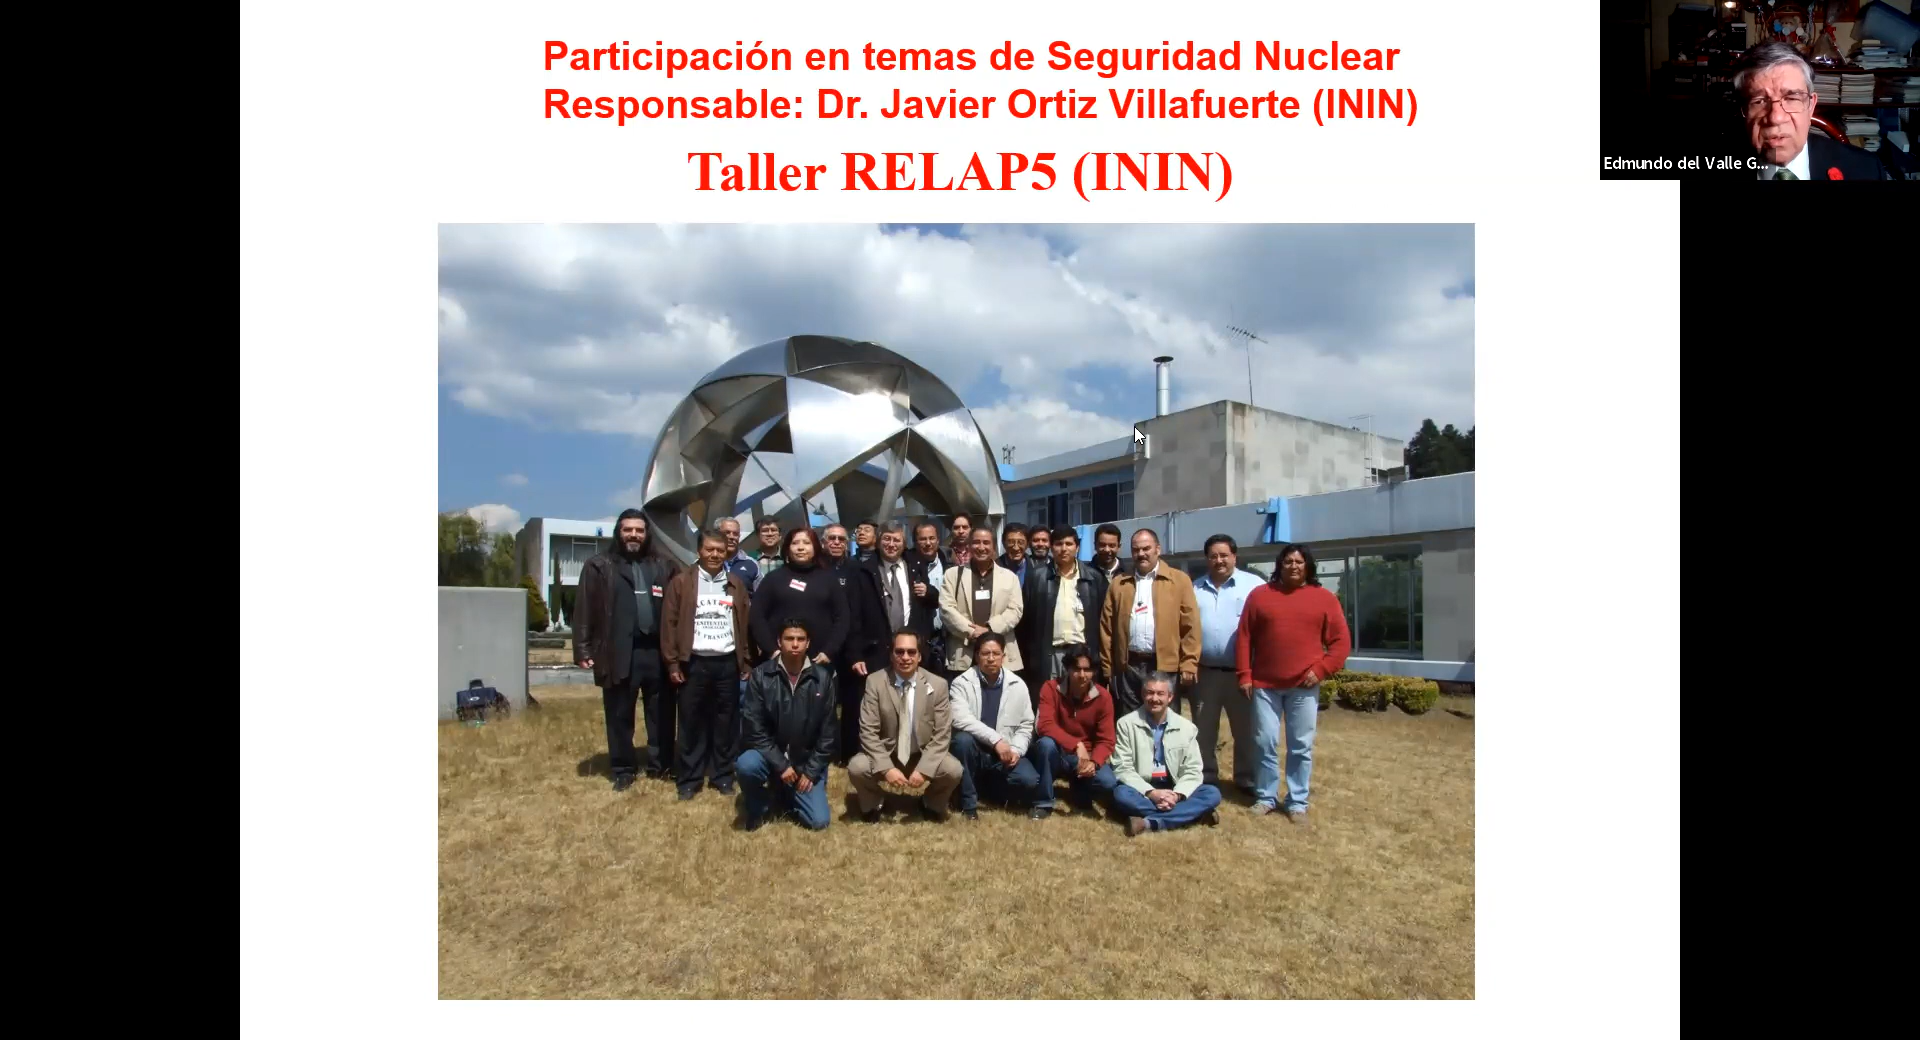 Participación en temas de Seguridad Nuclear
Responsable: Dr. Javier Ortiz Villafuerte (ININ)
Taller RELAP5 (ININ)
Edmundo del Valle G...